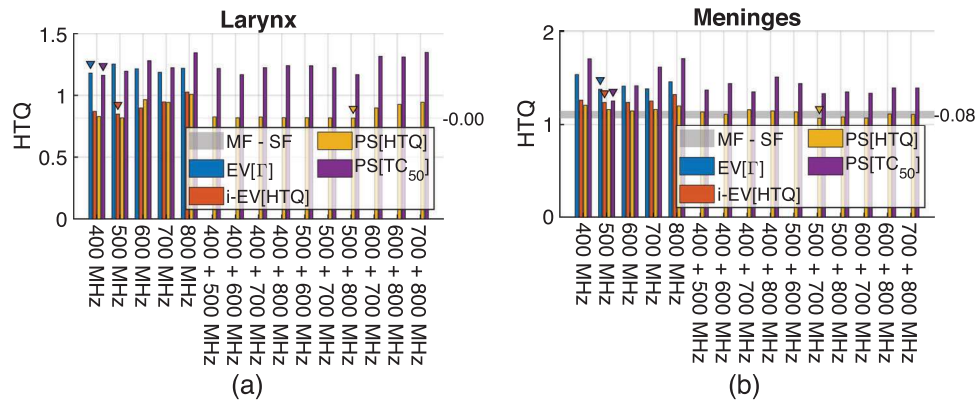 Larynx
HTQ
1.5
1
0.5
0
-0.00
MF - SF
EV[Γ]
i-EV[HTQ]
PS[HTQ]
PS[TC50]
400 MHz
500 MHz
600 MHz
700 MHz
800 MHz
400 + 500 MHz
400 + 600 MHz
400 + 700 MHz
400 + 800 MHz
500 + 600 MHz
500 + 700 MHz
500 + 800 MHz
600 + 700 MHz
600 + 800 MHz
700 + 800 MHz
(a)
Meninges
HTQ
2
1
0
-0.08
MF - SF
EV[Γ]
i-EV[HTQ]
PS[HTQ]
PS[TC50]
400 MHz
500 MHz
600 MHz
700 MHz
800 MHz
400 + 500 MHz
400 + 600 MHz
400 + 700 MHz
400 + 800 MHz
500 + 600 MHz
500 + 700 MHz
500 + 800 MHz
600 + 700 MHz
600 + 800 MHz
700 + 800 MHz
(b)